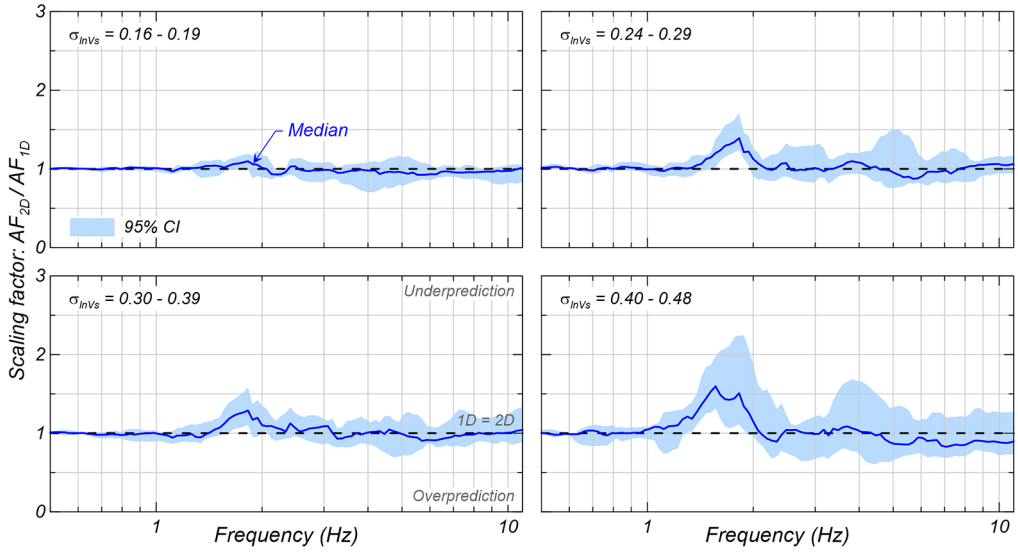 Scaling factor: AF2D / AF1D
3
2
1
0
σlnVs = 0.16 - 0.19
Median
95% CI
σlnVs = 0.24 - 0.29
3
2
1
0
σlnVs = 0.30 - 0.39
Underprediction
1D = 2D
Overprediction
σlnVs = 0.40 - 0.48
1
10
1
10
Frequency (Hz)
Frequency (Hz)